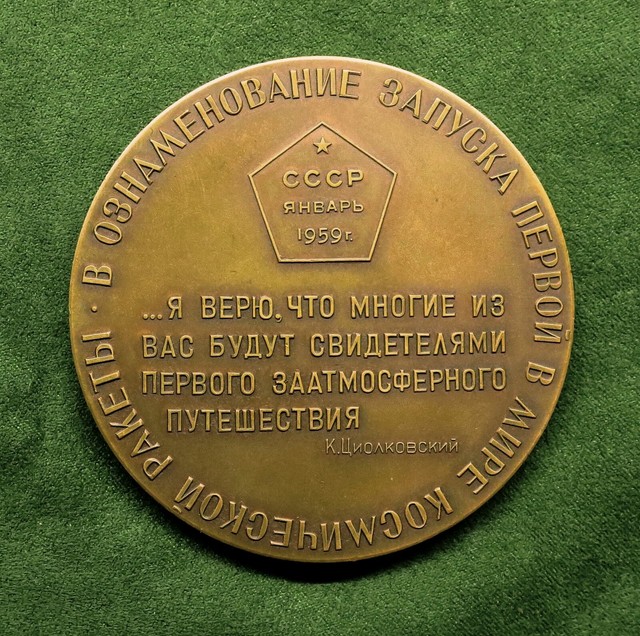 В ОЗНАМЕНОВАНИЕ ЗАПУСКА ПЕРВОЙ В МИРЕ КОСМИЧЕСКОЙ РАКЕТЫ ·
СССР
ЯНВАРЬ
1959 г.
...Я ВЕРЮ, ЧТО МНОГИЕ ИЗ
ВАС БУДУТ СВИДЕТЕЛЯМИ
ПЕРВОГО ЗААТМОСФЕРНОГО
ПУТЕШЕСТВИЯ
К. Циолковский